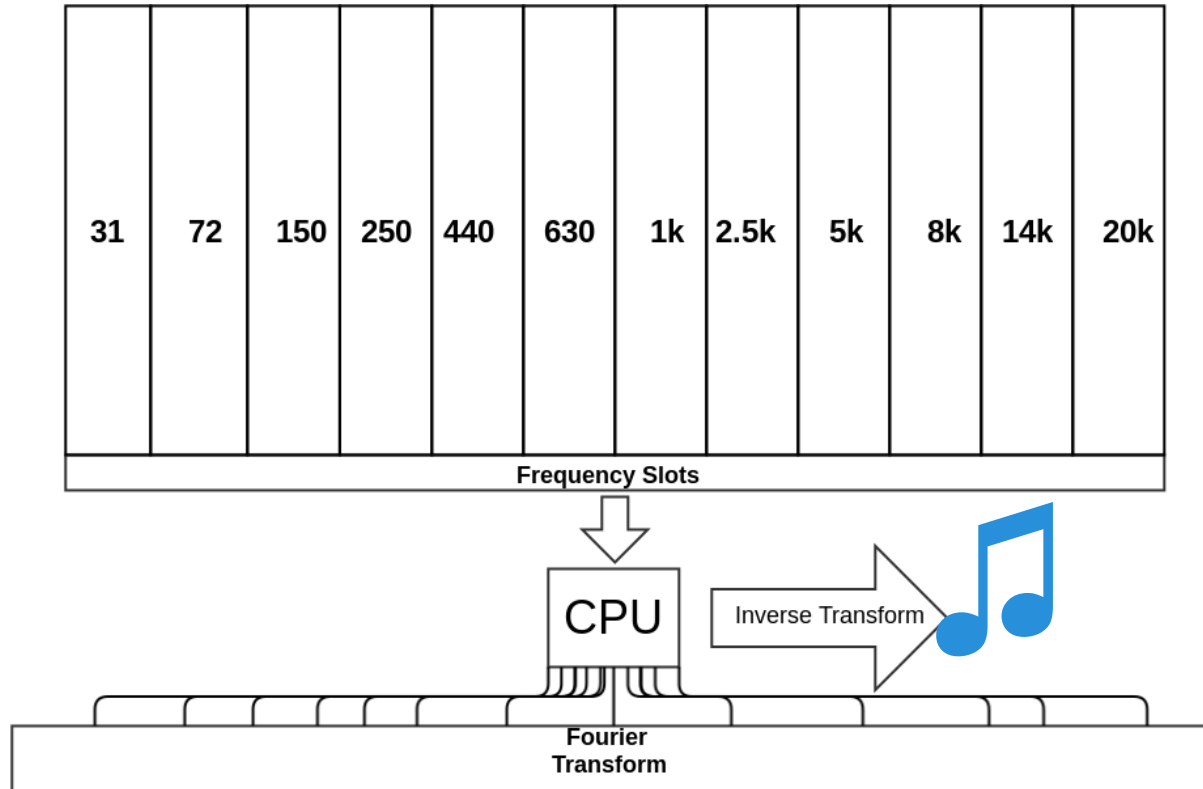 31 72 150 250 440 630 1k 2.5k 5k 8k 14k 20k
Frequency Slots
CPU
Inverse Transform
Fourier
Transform